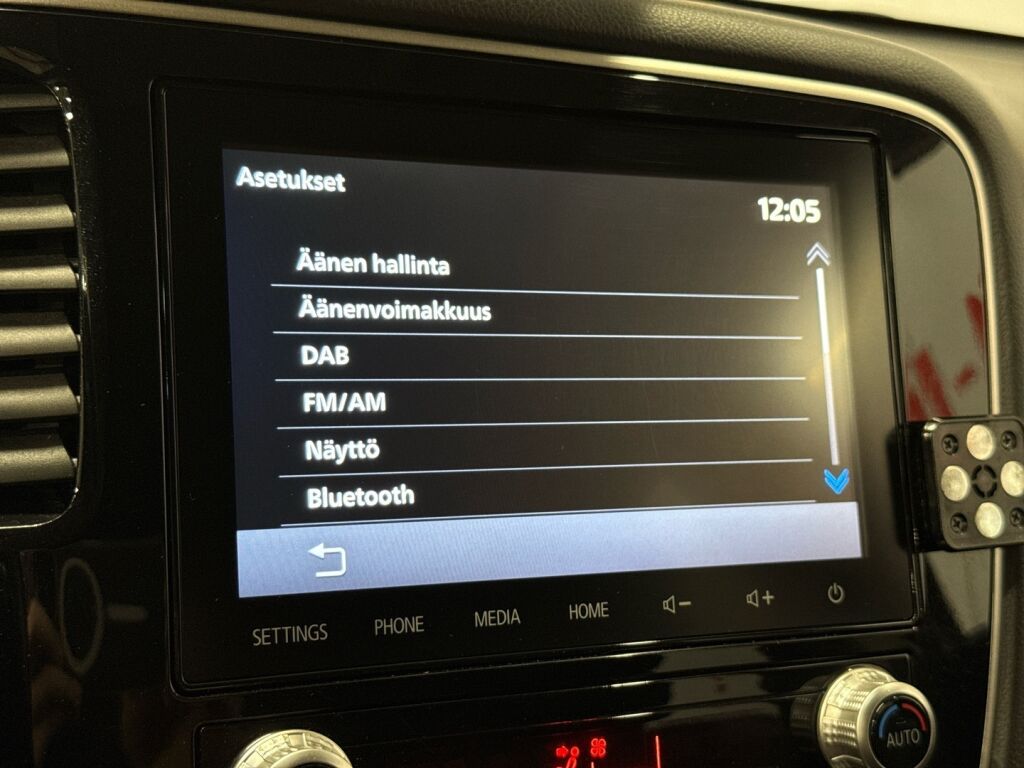 Asetukset
12:05
Äänen hallinta
Äänenvoimakkuus
DAB
FM/AM
Näyttö
Bluetooth
SETTINGS PHONE MEDIA HOME
AUTO